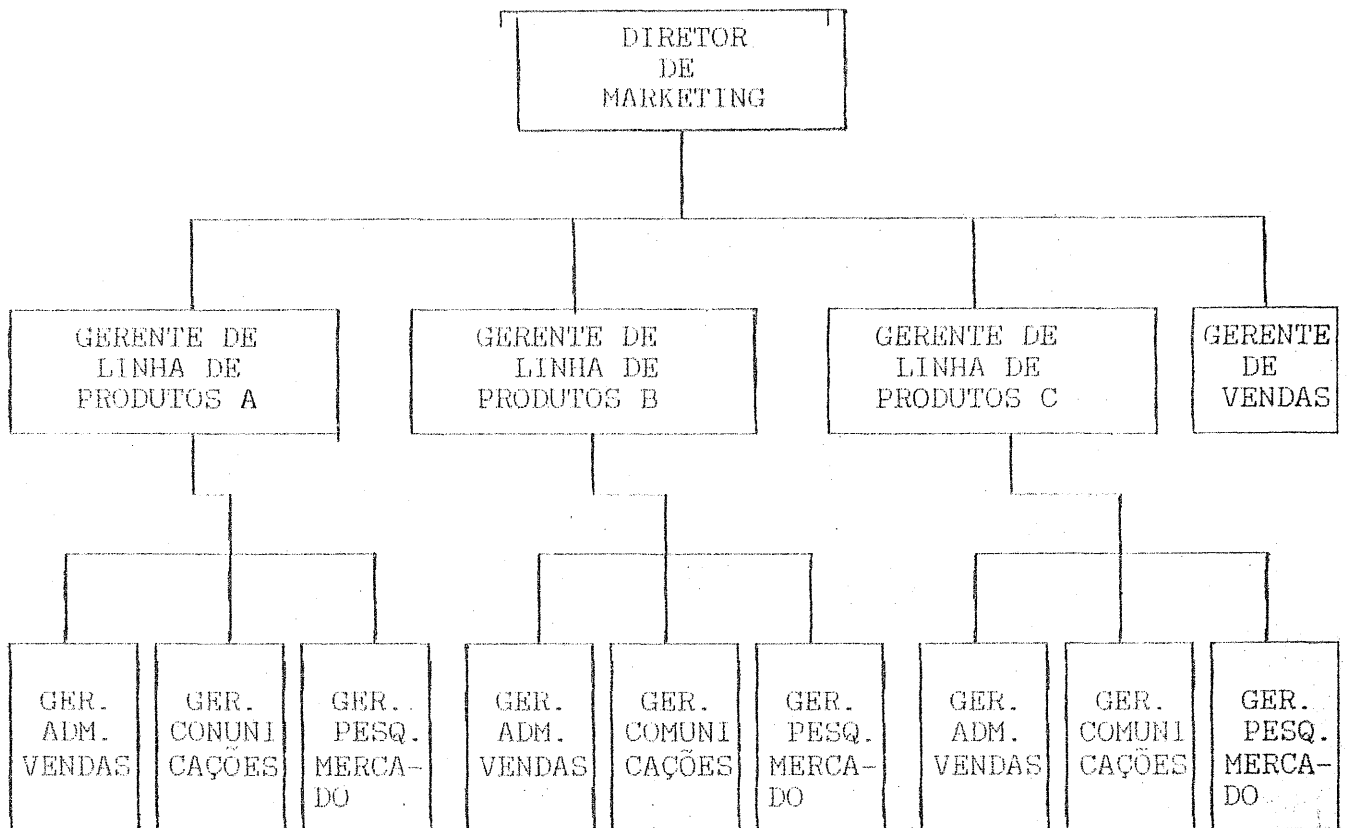 DIRETOR
DE
MARKETING
GERENTE DE
LINHA DE
PRODUTOS A
GERENTE DE
LINHA DE
PRODUTOS B
GERENTE DE
LINHA DE
PRODUTOS C
GERENTE
DE
VENDAS
GER.
ADM.
VENDAS
GER.
CONUNI
CAÇÕES
GER.
PESQ.
MERCA-
DO
GER.
ADM.
VENDAS
GER.
COMUNI
CAÇÕES
GER.
PESQ.
MERCA-
DO
GER.
ADM.
VENDAS
GER.
COMUNI
CAÇÕES
GER.
PESQ.
MERCA-
DO